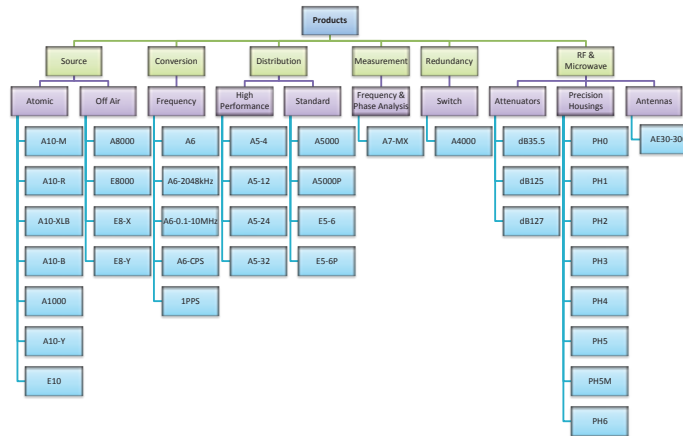 Products
Source
Conversion
Distribution
Measurement
Redundancy
RF &
Microwave
Atomic
Off Air
Frequency
High
Performance
Standard
Frequency &
Phase Analysis
Switch
Attenuators
Precision
Housings
Antennas
A10-M
A10-R
A10-XLB
A10-B
A1000
A10-Y
E10
A8000
E8000
E8-X
E8-Y
A6
A6-2048kHz
A6-0.1-10MHz
A6-CPS
1PPS
A5-4
A5-12
A5-24
A5-32
A5000
A5000P
E5-6
E5-6P
A7-MX
A4000
dB35.5
dB125
dB127
PH0
PH1
PH2
PH3
PH4
PH5
PH5M
PH6